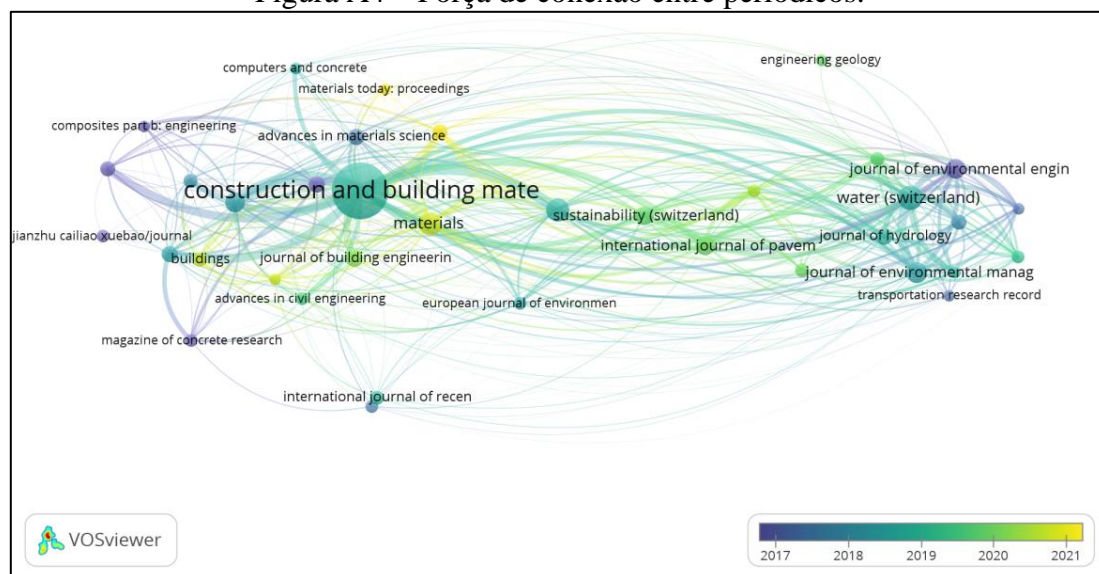 Figura A4 – Força de conexão entre periódicos.
computers and concrete
engineering geology
materials today: proceedings
composites part b: engineering
advances in materials science
journal of environmental engin
construction and building mate
water (switzerland)
sustainability (switzerland)
materials
jianzhu cailiao xuebao/journal
journal of hydrology
international journal of pavem
buildings
journal of building engineerin
journal of environmental manag
advances in civil engineering
european journal of environmen
transportation research record
magazine of concrete research
international journal of recen
VOSviewer
2017 2018 2019 2020 2021